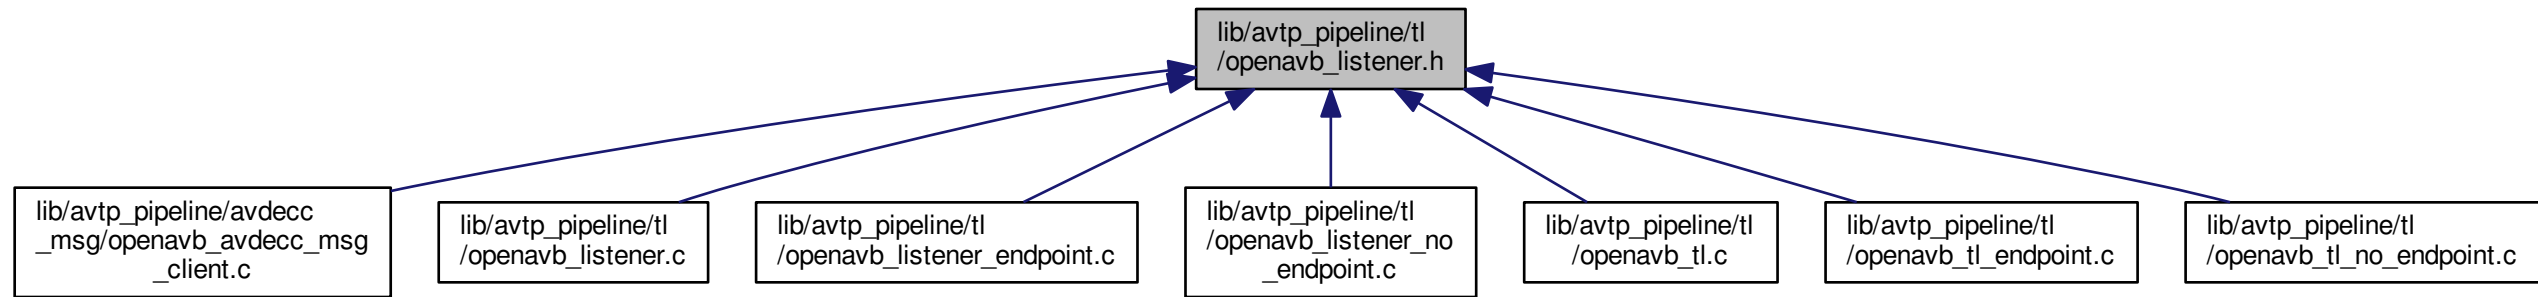 lib/avtp_pipeline/tl
/openavb_listener.h
lib/avtp_pipeline/avdecc
_msg/openavb_avdecc_msg
_client.c
lib/avtp_pipeline/tl
/openavb_listener.c
lib/avtp_pipeline/tl
/openavb_listener_endpoint.c
lib/avtp_pipeline/tl
/openavb_listener_no
_endpoint.c
lib/avtp_pipeline/tl
/openavb_tl.c
lib/avtp_pipeline/tl
/openavb_tl_endpoint.c
lib/avtp_pipeline/tl
/openavb_tl_no_endpoint.c